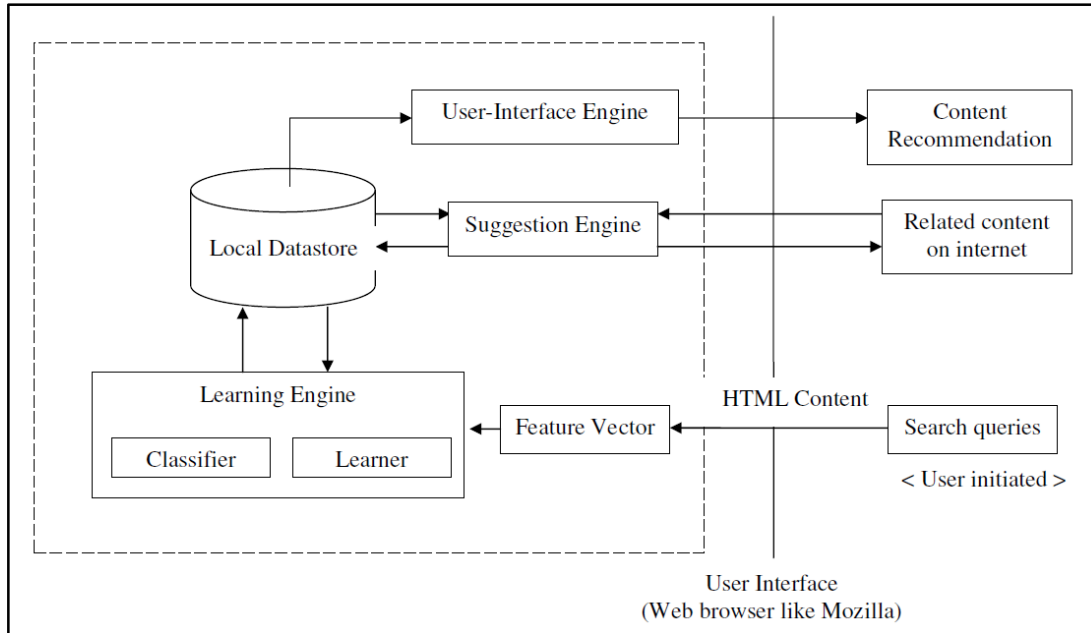 User-Interface Engine
Content
Recommendation
Local Datastore
Suggestion Engine
Related content
on internet
Learning Engine
Classifier
Learner
Feature Vector
HTML Content
Search queries
< User initiated >
User Interface
(Web browser like Mozilla)